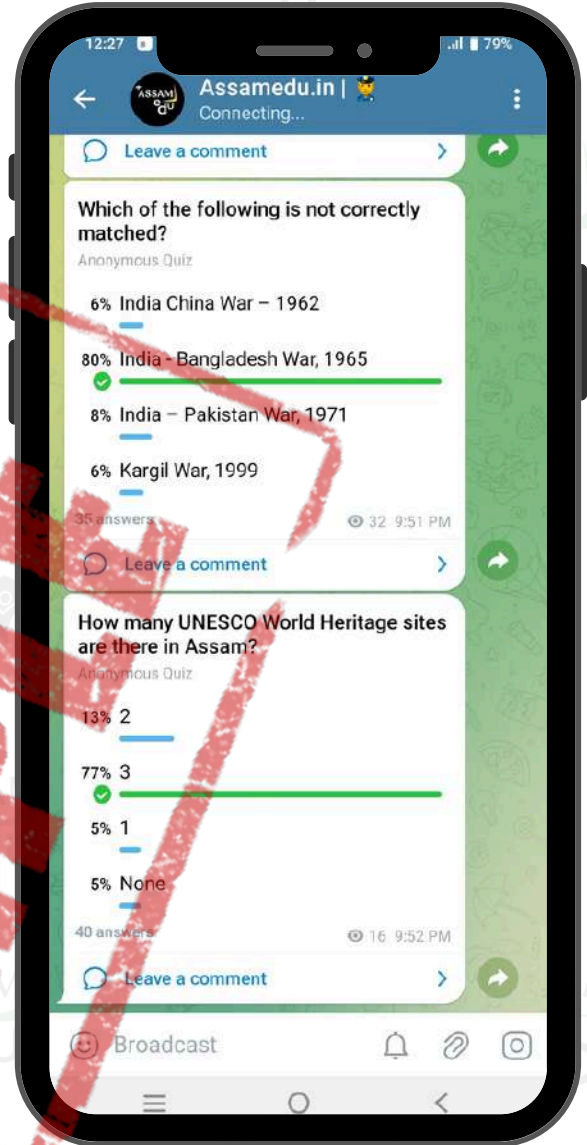 12:27
79%
ASSAM
edu
Assamedu.in |
Connecting...
Leave a comment
Which of the following is not correctly
matched?
Anonymous Quiz
6% India China War – 1962
80% India - Bangladesh War, 1965
8% India – Pakistan War, 1971
6% Kargil War, 1999
35 answers
32 9:51 PM
Leave a comment
How many UNESCO World Heritage sites
are there in Assam?
Anonymous Quiz
13% 2
77% 3
5% 1
5% None
40 answers
16 9:52 PM
Leave a comment
Broadcast